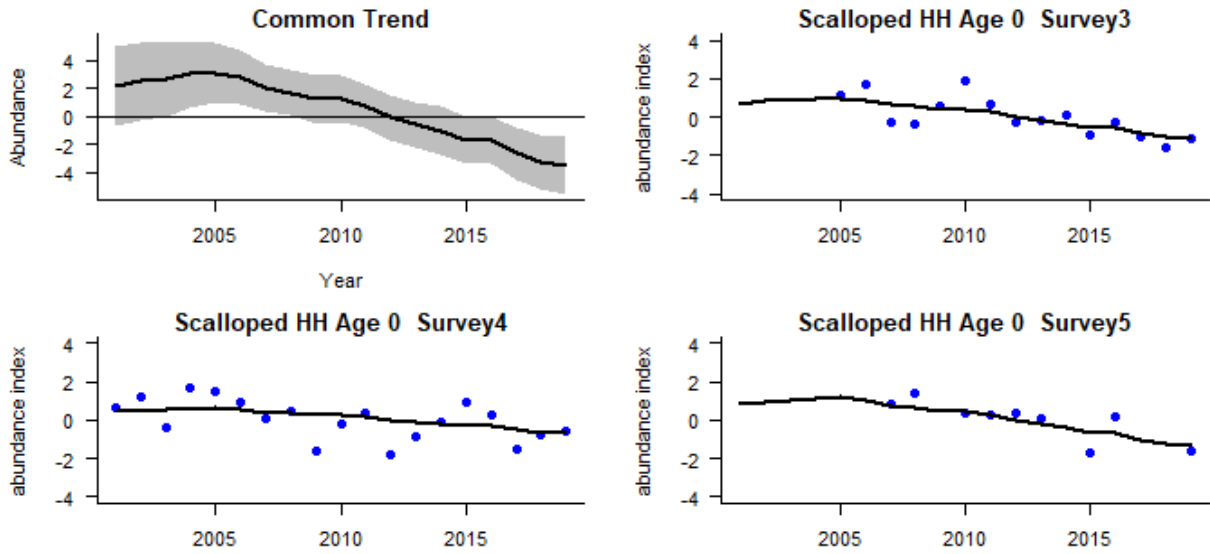 Common Trend
Abundance
4
2
0
-2
-4
2005 2010 2015
Year
Scalloped HH Age 0 Survey3
abundance index
4
2
0
-2
-4
2005 2010 2015
Scalloped HH Age 0 Survey4
abundance index
4
2
0
-2
-4
2005 2010 2015
Scalloped HH Age 0 Survey5
abundance index
4
2
0
-2
-4
2005 2010 2015